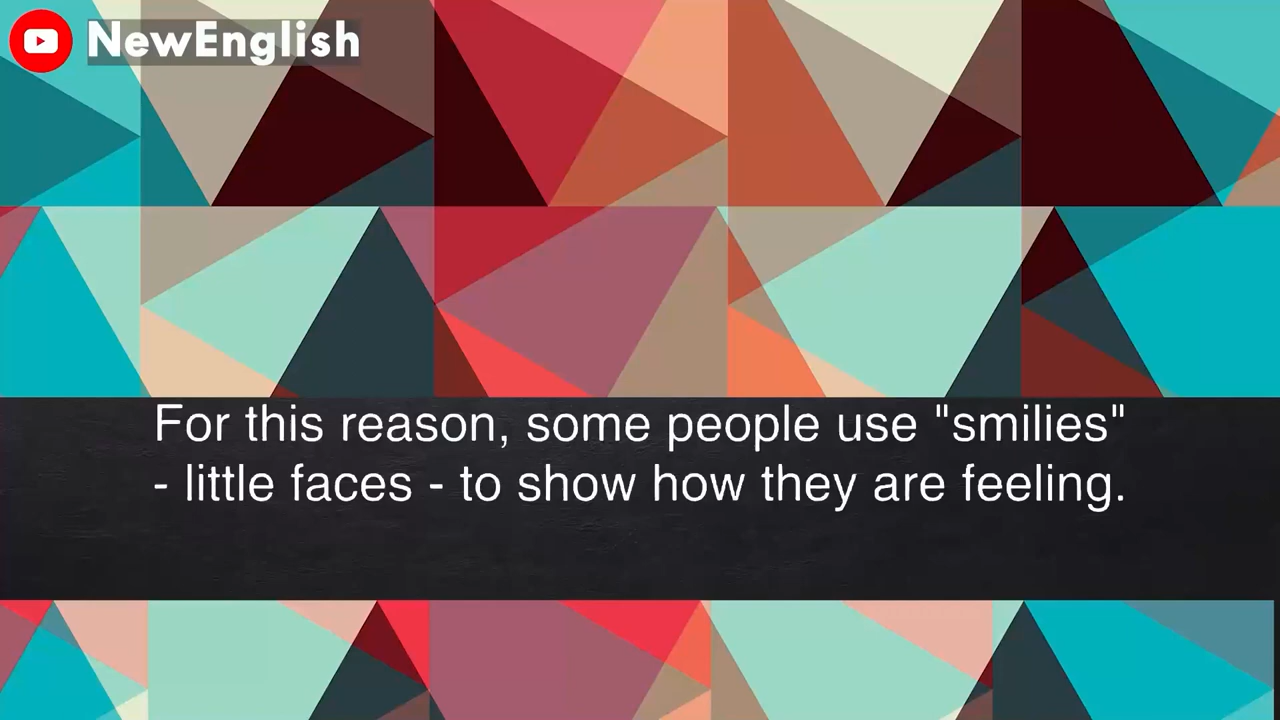 NewEnglish
For this reason, some people use "smilies"
- little faces - to show how they are feeling.